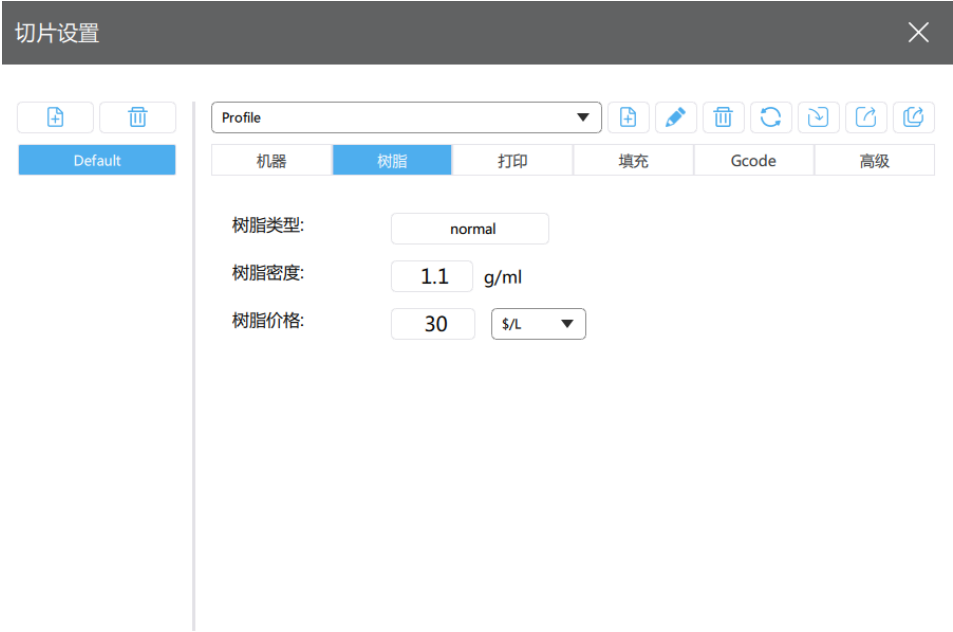 切片设置
Profile
Default
机器 树脂 打印 填充 Gcode 高级
树脂类型: normal
树脂密度: 1.1 g/ml
树脂价格: 30 $/L